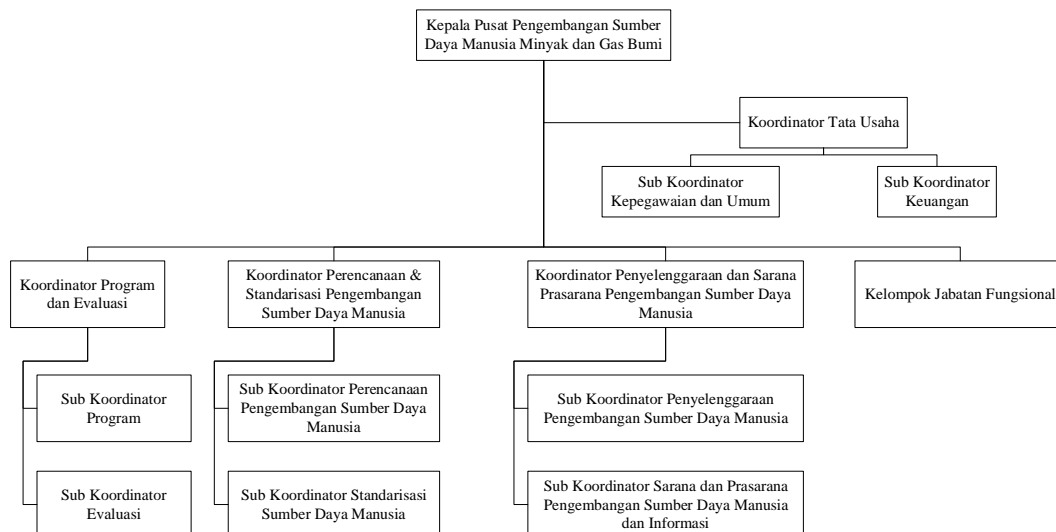 Kepala Pusat Pengembangan Sumber
Daya Manusia Minyak dan Gas Bumi
Koordinator Tata Usaha
Sub Koordinator
Kepegawaian dan Umum
Sub Koordinator
Keuangan
Koordinator Program
dan Evaluasi
Koordinator Perencanaan &
Standarisasi Pengembangan
Sumber Daya Manusia
Koordinator Penyelenggaraan dan Sarana
Prasarana Pengembangan Sumber Daya
Manusia
Kelompok Jabatan Fungsional
Sub Koordinator
Program
Sub Koordinator Perencanaan
Pengembangan Sumber Daya
Manusia
Sub Koordinator Penyelenggaraan
Pengembangan Sumber Daya Manusia
Sub Koordinator
Evaluasi
Sub Koordinator Standarisasi
Sumber Daya Manusia
Sub Koordinator Sarana dan Prasarana
Pengembangan Sumber Daya Manusia
dan Informasi